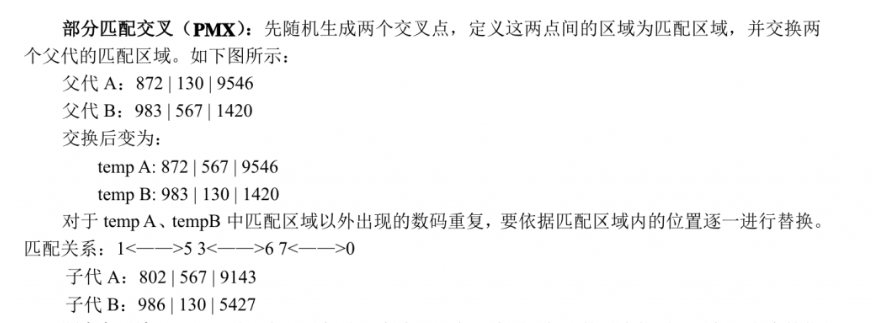 部分匹配交叉（PMX）：先随机生成两个交叉点，定义这两点间的区域为匹配区域，并交换两
个父代的匹配区域。如下图所示：
父代 A：872 | 130 | 9546
父代 B：983 | 567 | 1420
交换后变为：
temp A: 872 | 567 | 9546
temp B: 983 | 130 | 1420
对于 temp A、tempB 中匹配区域以外出现的数码重复，要依据匹配区域内的位置逐一进行替换。
匹配关系：1<——>5 3<——>6 7<——>0
子代 A：802 | 567 | 9143
子代 B：986 | 130 | 5427